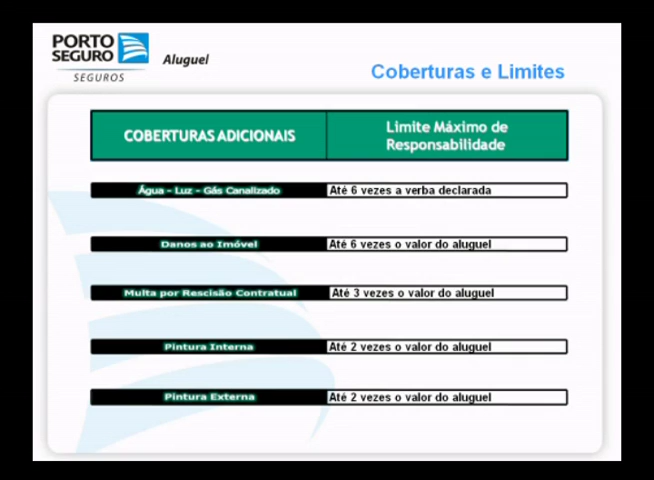 PORTO
SEGURO
SEGUROS
Aluguel
Coberturas e Limites
COBERTURAS ADICIONAIS
Limite Máximo de
Responsabilidade
Água - Luz - Gás Canalizado
Até 6 vezes a verba declarada
Danos ao Imóvel
Até 6 vezes o valor do aluguel
Multa por Rescisão Contratual
Até 3 vezes o valor do aluguel
Pintura Interna
Até 2 vezes o valor do aluguel
Pintura Externa
Até 2 vezes o valor do aluguel